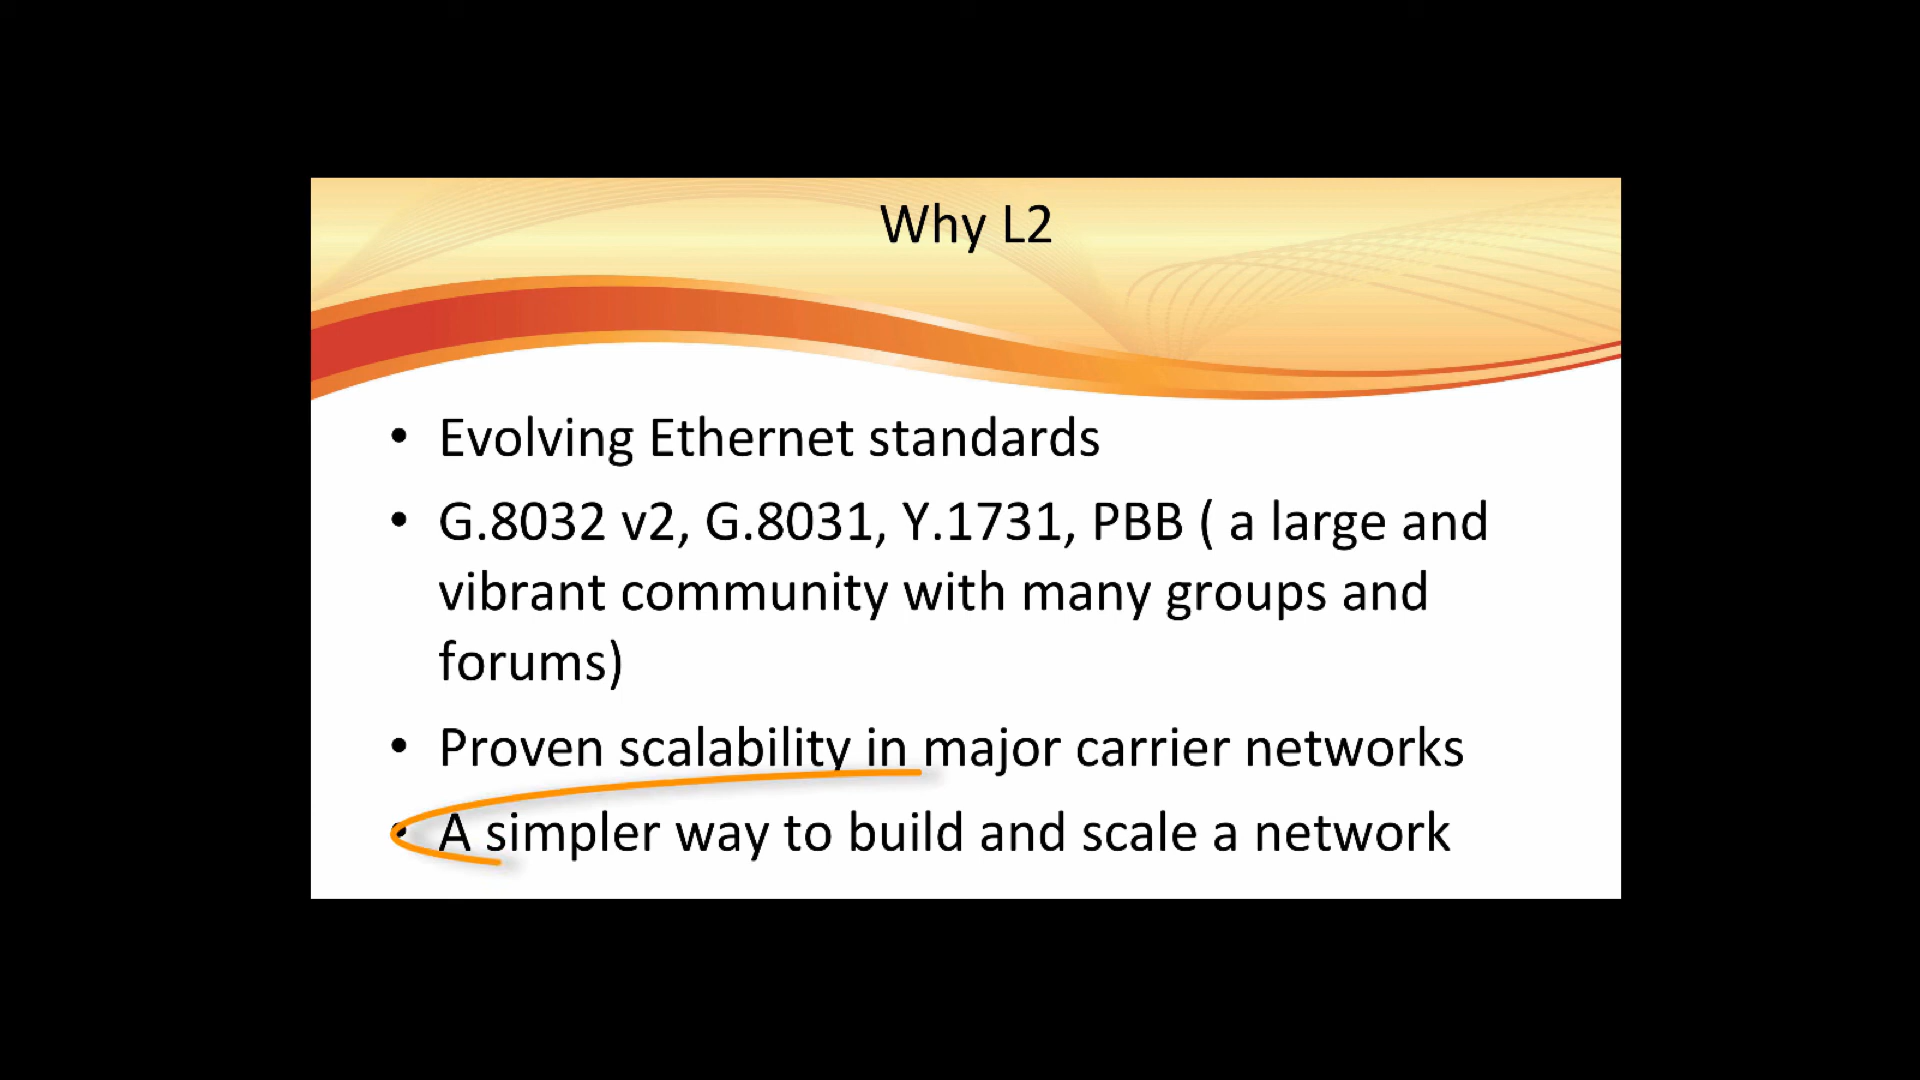 Why L2
• Evolving Ethernet standards
• G.8032 v2, G.8031, Y.1731, PBB ( a large and
vibrant community with many groups and
forums)
• Proven scalability in major carrier networks
• A simpler way to build and scale a network